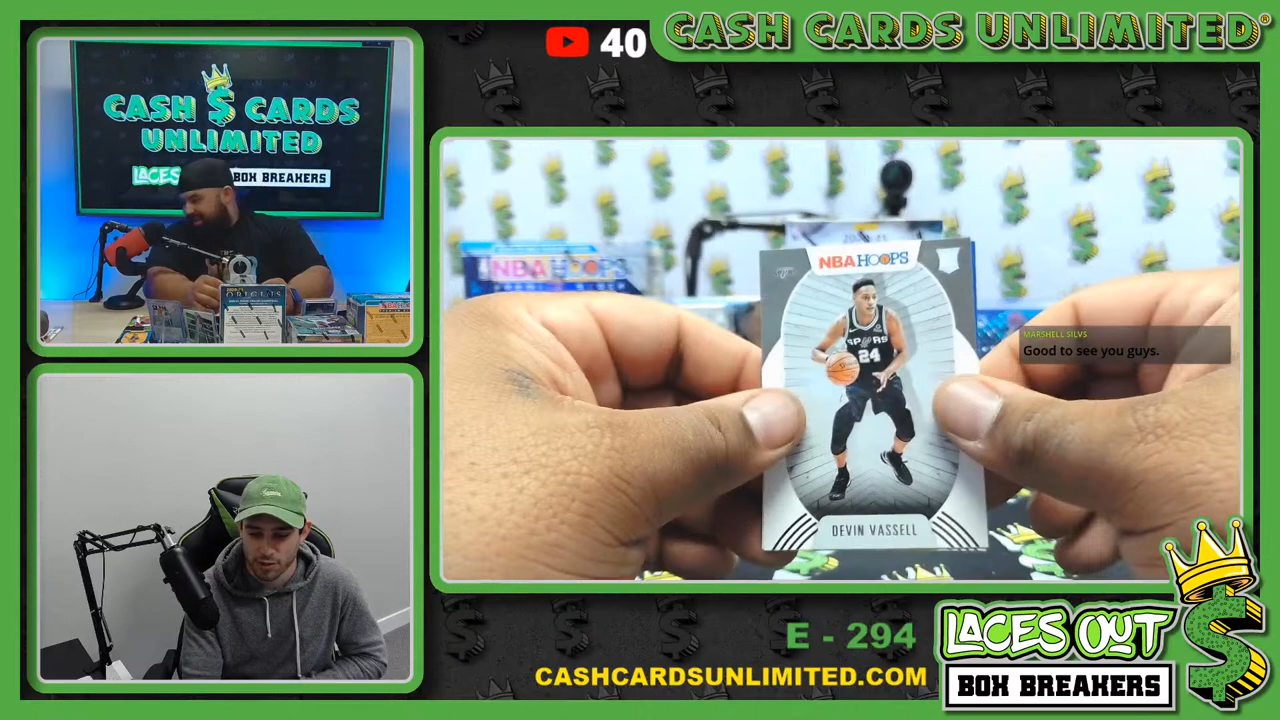 40
CASH CARDS UNLIMITED®
CASH $ CARDS
UNLIMITED
LACES
BOX BREAKERS
ORIGINS
NBA HOOPS
NBA HOOPS
SPURS
24
DEVIN VASSELL
MARSHELL SILVS
Good to see you guys.
E - 294
CASHCARDSUNLIMITED.COM
LACES OUT
BOX BREAKERS